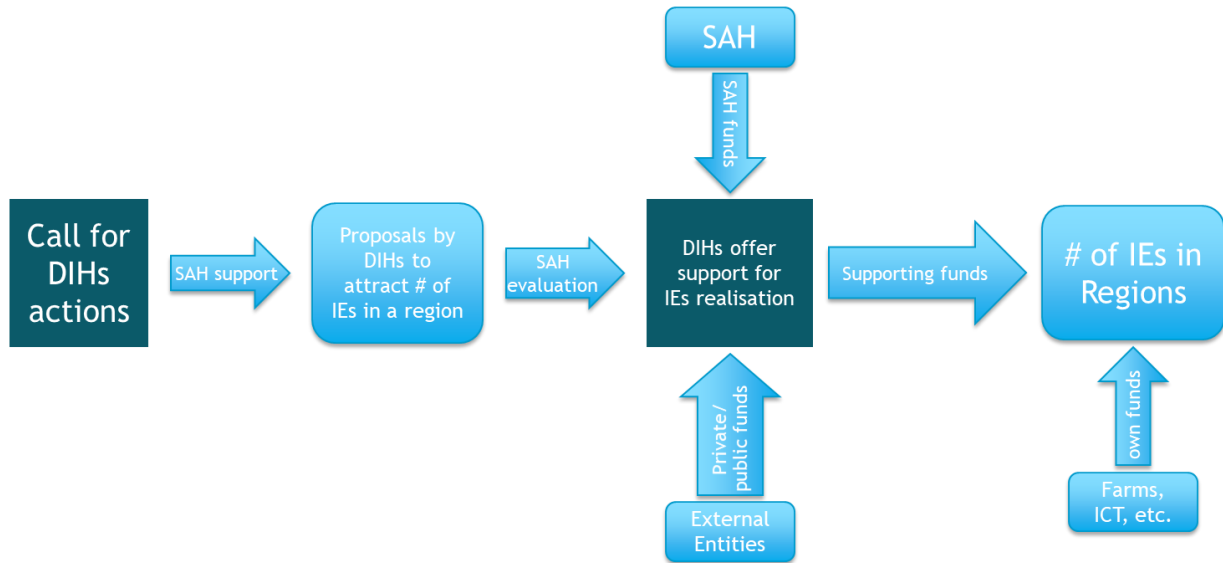 SAH
SAH funds
Call for
DIHs
actions
SAH support
Proposals by
DIHs to
attract # of
IEs in a region
SAH
evaluation
DIHs offer
support for
IEs realisation
Supporting funds
# of IEs in
Regions
Private/
public funds
own funds
External
Entities
Farms,
ICT, etc.